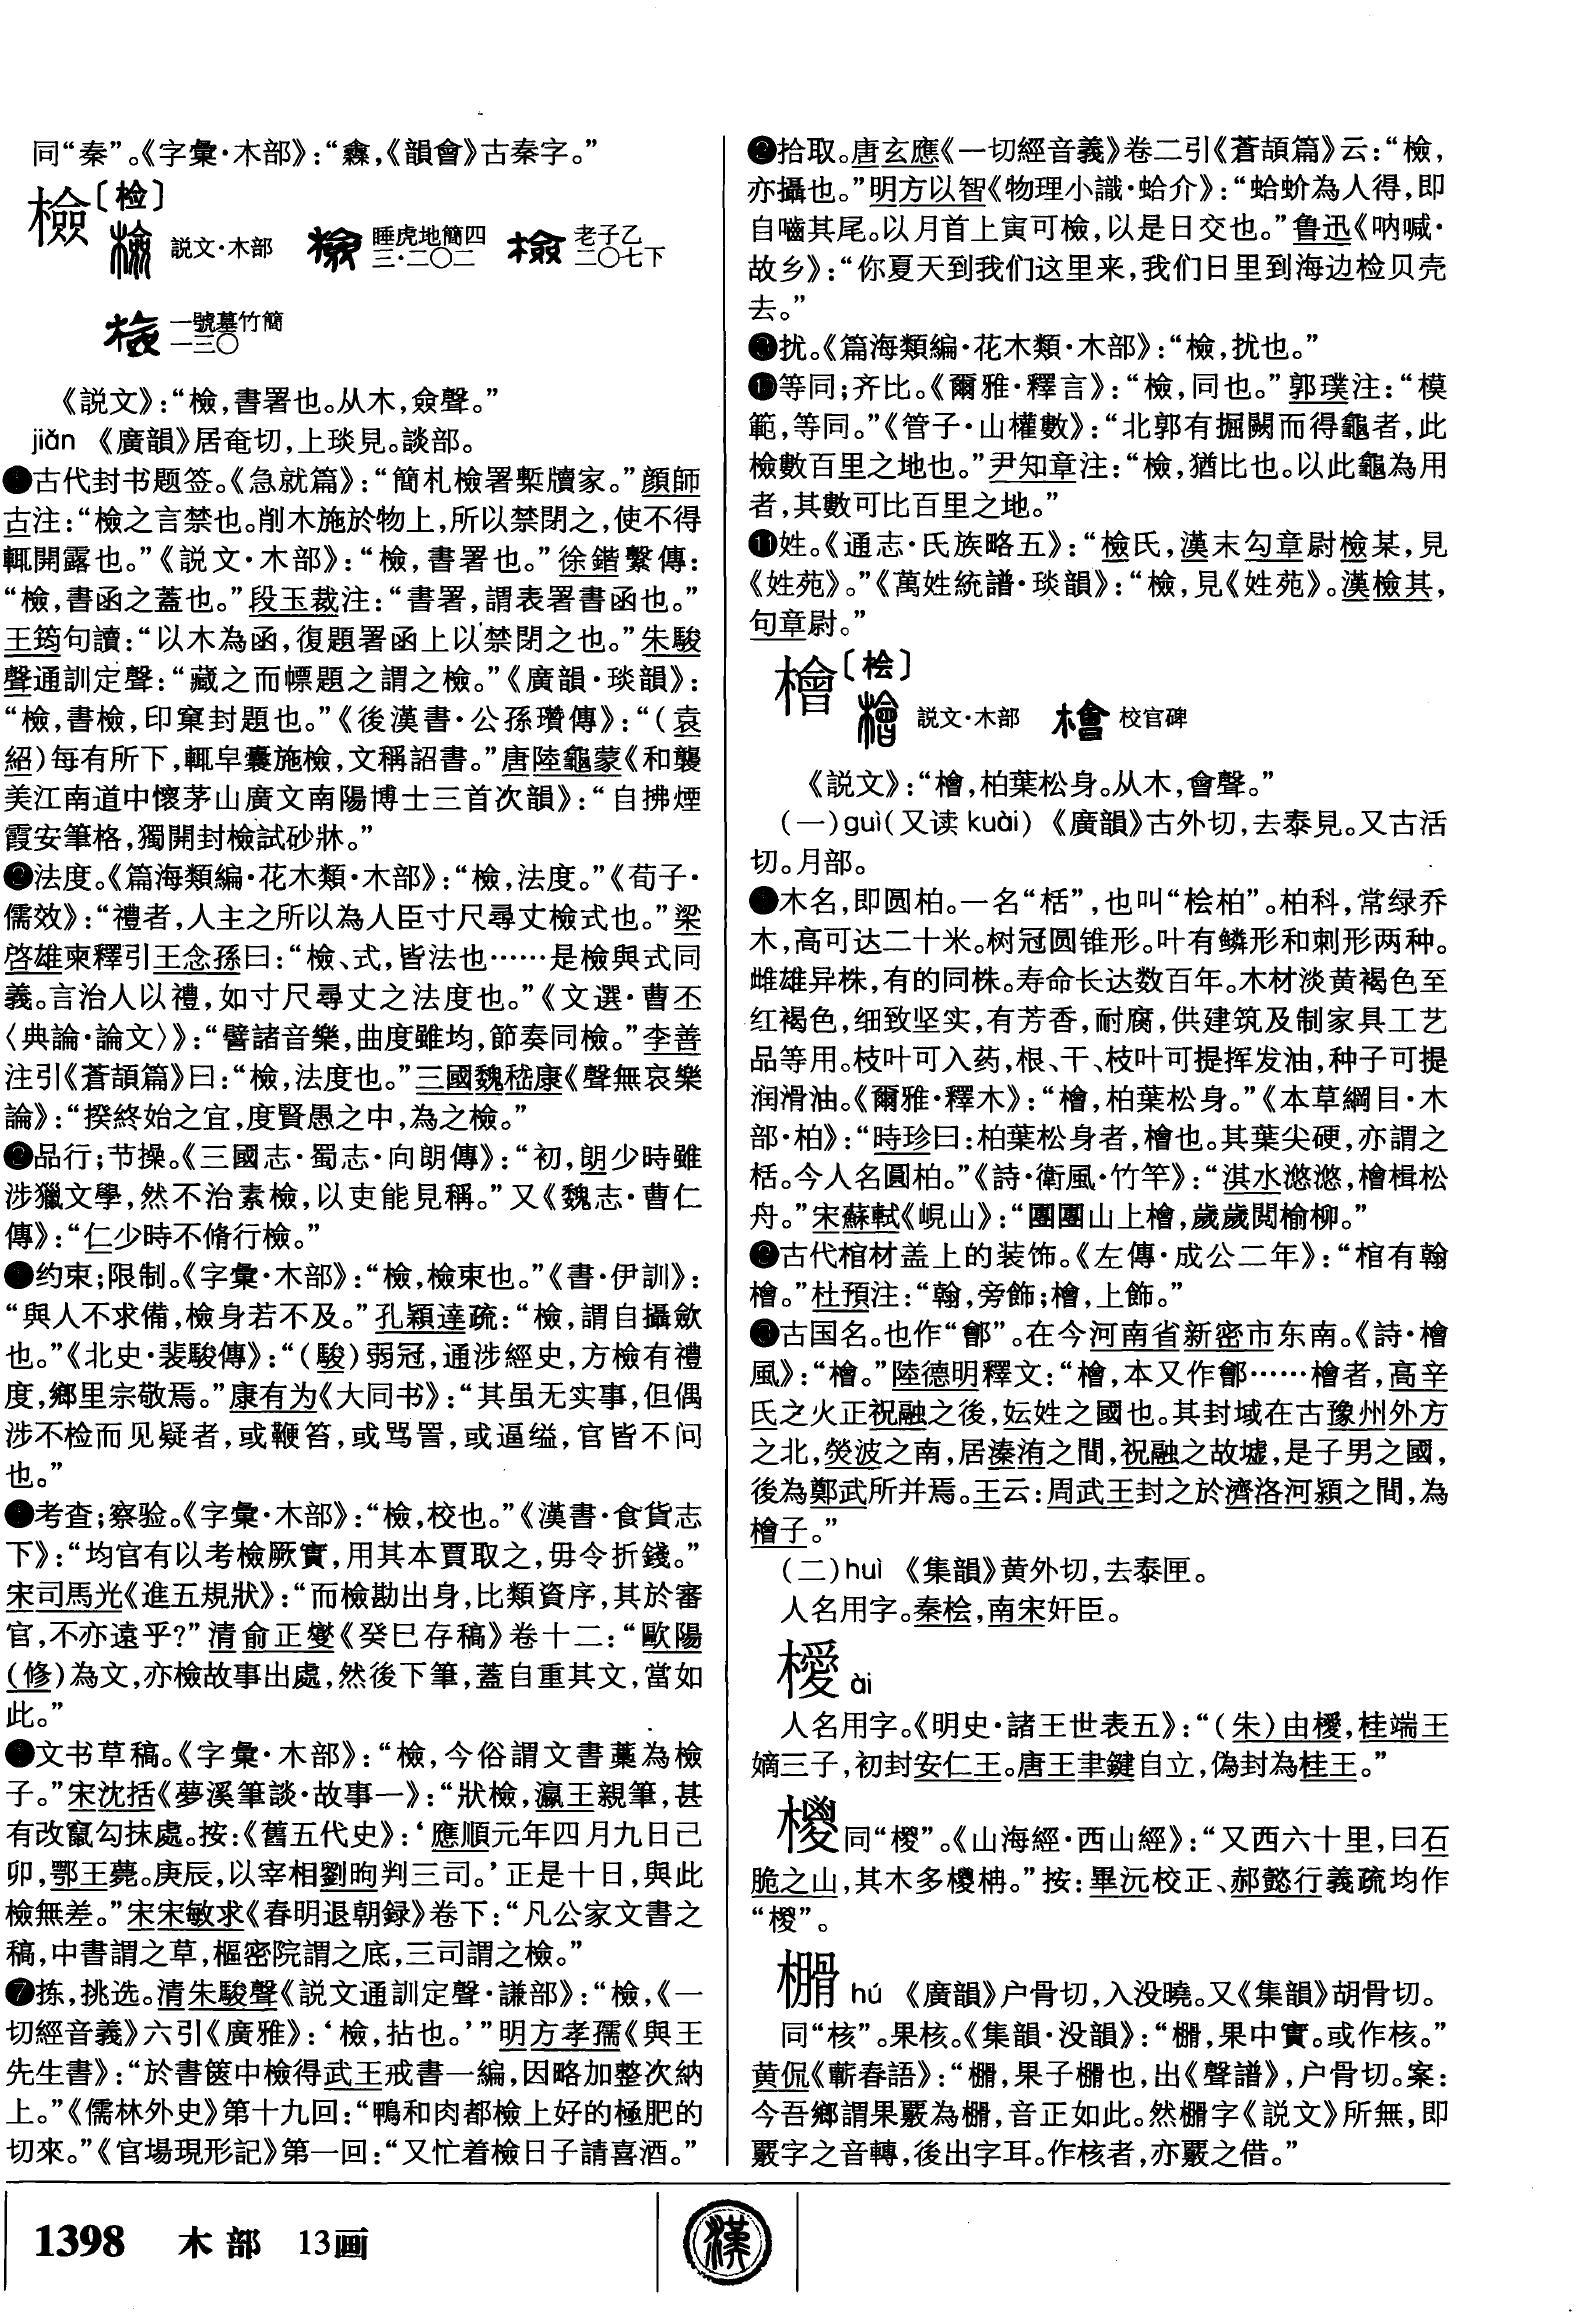 同“秦”。《字彙·木部》：“𣡕，《韻會》古秦字。”
檢〔检〕
説文·木部 睡虎地簡四三·二〇二 老子乙二〇七下
一號墓竹簡一三〇
《説文》：“檢，書署也。从木，僉聲。”
jiǎn 《廣韻》居奄切，上琰見。談部。
❶古代封书题签。《急就篇》：“簡札檢署槧牘家。”顔師
古注：“檢之言禁也。削木施於物上，所以禁閉之，使不得
輒開露也。”《説文·木部》：“檢，書署也。”徐鍇繫傳：
“檢，書函之蓋也。”段玉裁注：“書署，謂表署書函也。”
王筠句讀：“以木為函，復題署函上以禁閉之也。”朱駿
聲通訓定聲：“藏之而幖題之謂之檢。”《廣韻·琰韻》：
“檢，書檢，印窠封題也。”《後漢書·公孫瓚傳》：“（袁
紹）每有所下，輒皁囊施檢，文稱詔書。”唐陸龜蒙《和襲
美江南道中懷茅山廣文南陽博士三首次韻》：“自拂煙
霞安筆格，獨開封檢試砂牀。”
❷法度。《篇海類編·花木類·木部》：“檢，法度。”《荀子·
儒效》：“禮者，人主之所以為人臣寸尺尋丈檢式也。”梁
啓雄柬釋引王念孫曰：“檢、式，皆法也……是檢與式同
義。言治人以禮，如寸尺尋丈之法度也。”《文選·曹丕
〈典論·論文〉》：“譬諸音樂，曲度雖均，節奏同檢。”李善
注引《蒼頡篇》曰：“檢，法度也。”三國魏嵇康《聲無哀樂
論》：“揆終始之宜，度賢愚之中，為之檢。”
品行；节操。《三國志·蜀志·向朗傳》：“初，朗少時雖
涉獵文學，然不治素檢，以吏能見稱。”又《魏志·曹仁
傳》：“仁少時不脩行檢。”
约束；限制。《字彙·木部》：“檢，檢束也。”《書·伊訓》：
“與人不求備，檢身若不及。”孔穎達疏：“檢，謂自攝斂
也。”《北史·裴駿傳》：“（駿）弱冠，通涉經史，方檢有禮
度，鄉里宗敬焉。”康有为《大同书》：“其虽无实事，但偶
涉不检而见疑者，或鞭笞，或骂詈，或逼缢，官皆不问
也。”
考查；察验。《字彙·木部》：“檢，校也。”《漢書·食貨志
下》：“均官有以考檢厥實，用其本賈取之，毋令折錢。”
宋司馬光《進五規狀》：“而檢勘出身，比類資序，其於審
官，不亦遠乎？”清俞正燮《癸巳存稿》卷十二：“歐陽
（修）為文，亦檢故事出處，然後下筆，蓋自重其文，當如
此。”
文书草稿。《字彙·木部》：“檢，今俗謂文書藁為檢
子。”宋沈括《夢溪筆談·故事一》：“狀檢，瀛王親筆，甚
有改竄勾抹處。按：《舊五代史》：‘應順元年四月九日己
卯，鄂王薨。庚辰，以宰相劉昫判三司。’正是十日，與此
檢無差。”宋宋敏求《春明退朝録》卷下：“凡公家文書之
稿，中書謂之草，樞密院謂之底，三司謂之檢。”
❼拣，挑选。清朱駿聲《説文通訓定聲·謙部》：“檢，《一
切經音義》六引《廣雅》：‘檢，拈也。’”明方孝孺《與王
先生書》：“於書篋中檢得武王戒書一編，因略加整次納
上。”《儒林外史》第十九回：“鴨和肉都檢上好的極肥的
切來。”《官場現形記》第一回：“又忙着檢日子請喜酒。”
拾取。唐玄應《一切經音義》卷二引《蒼頡篇》云：“檢，
亦攝也。”明方以智《物理小識·蛤介》：“蛤蚧為人得，即
自嚙其尾。以月首上寅可檢，以是日交也。”鲁迅《呐喊·
故乡》：“你夏天到我们这里来，我们日里到海边检贝壳
去。”
扰。《篇海類編·花木類·木部》：“檢，扰也。”
等同；齐比。《爾雅·釋言》：“檢，同也。”郭璞注：“模
範，等同。”《管子·山權數》：“北郭有掘闕而得龜者，此
檢數百里之地也。”尹知章注：“檢，猶比也。以此龜為用
者，其數可比百里之地。”
⓫姓。《通志·氏族略五》：“檢氏，漢末勾章尉檢某，見
《姓苑》。”《萬姓統譜·琰韻》：“檢，見《姓苑》。漢檢其，
句章尉。”
檜〔桧〕
説文·木部 校官碑
《説文》：“檜，柏葉松身。从木，會聲。”
（一）guì（又读 kuài） 《廣韻》古外切，去泰見。又古活
切。月部。
❶木名，即圆柏。一名“栝”，也叫“桧柏”。柏科，常绿乔
木，高可达二十米。树冠圆锥形。叶有鳞形和刺形两种。
雌雄异株，有的同株。寿命长达数百年。木材淡黄褐色至
红褐色，细致坚实，有芳香，耐腐，供建筑及制家具工艺
品等用。枝叶可入药，根、干、枝叶可提挥发油，种子可提
润滑油。《爾雅·釋木》：“檜，柏葉松身。”《本草綱目·木
部·柏》：“時珍曰：柏葉松身者，檜也。其葉尖硬，亦謂之
栝。今人名圓柏。”《詩·衛風·竹竿》：“淇水滺滺，檜楫松
舟。”宋蘇軾《峴山》：“團團山上檜，歲歲閲榆柳。”
❷古代棺材盖上的装饰。《左傳·成公二年》：“棺有翰
檜。”杜預注：“翰，旁飾；檜，上飾。”
❸古国名。也作“鄶”。在今河南省新密市东南。《詩·檜
風》：“檜。”陸德明釋文：“檜，本又作鄶……檜者，高辛
氏之火正祝融之後，妘姓之國也。其封域在古豫州外方
之北，熒波之南，居溱洧之間，祝融之故墟，是子男之國，
後為鄭武所并焉。王云：周武王封之於濟洛河潁之間，為
檜子。”
（二）huì 《集韻》黄外切，去泰匣。
人名用字。秦桧，南宋奸臣。
㮈 ài
人名用字。《明史·諸王世表五》：“（朱）由㮈，桂端王
嫡三子，初封安仁王。唐王聿鍵自立，偽封為桂王。”
同“椶”。《山海經·西山經》：“又西六十里，曰石
脆之山，其木多椶枏。”按：畢沅校正、郝懿行義疏均作
“椶”。
榾 hú 《廣韻》户骨切，入没曉。又《集韻》胡骨切。
同“核”。果核。《集韻·没韻》：“榾，果中實。或作核。”
黄侃《蘄春語》：“榾，果子榾也，出《聲譜》，户骨切。案：
今吾鄉謂果覈為榾，音正如此。然榾字《説文》所無，即
覈字之音轉，後出字耳。作核者，亦覈之借。”
1398 木部 13画
漢